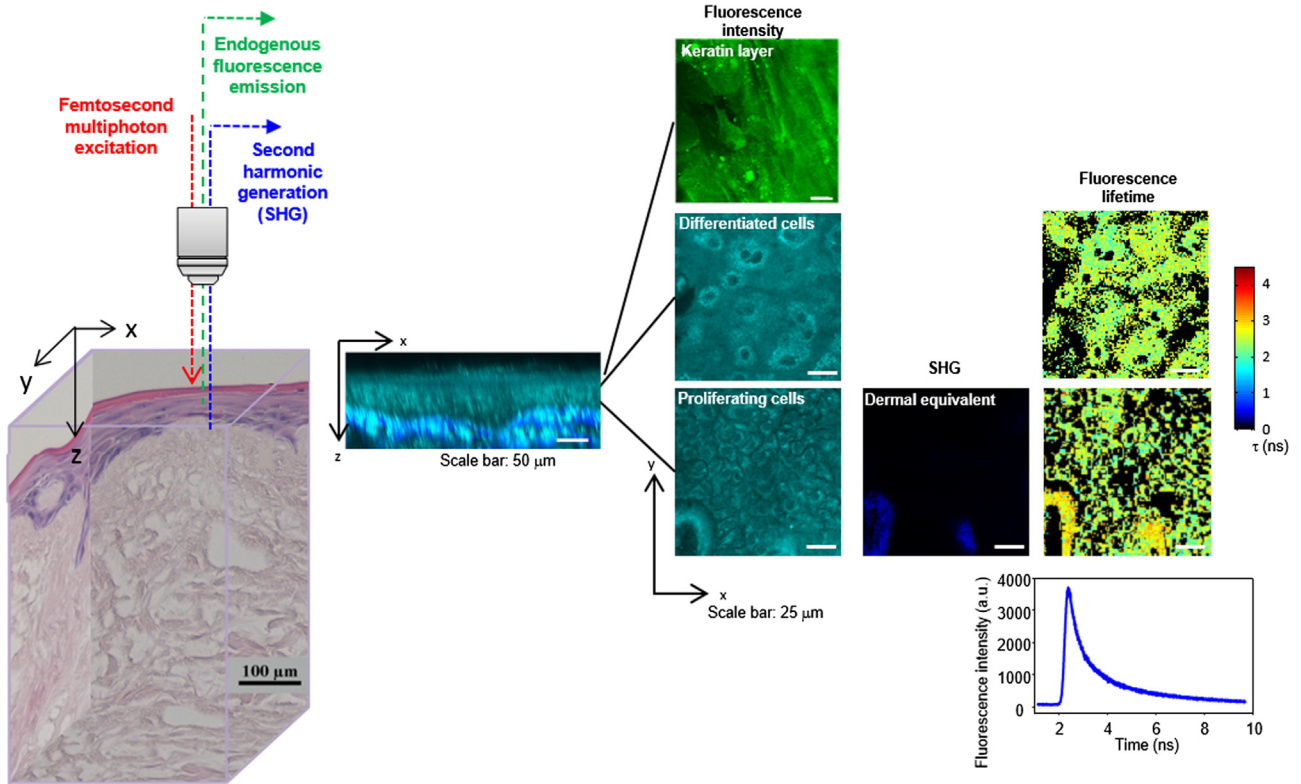 Endogenous
fluorescence
emission
Femtosecond
multiphoton
excitation
Second
harmonic
generation
(SHG)
x
y
z
100 µm
x
z
Scale bar: 50 µm
Fluorescence
intensity
Keratin layer
Differentiated cells
Proliferating cells
y
x
Scale bar: 25 µm
SHG
Dermal equivalent
Fluorescence
lifetime
4
3
2
1
0
τ (ns)
Fluorescence intensity (a.u.)
4000
3000
2000
1000
0
2
4
6
8
10
Time (ns)